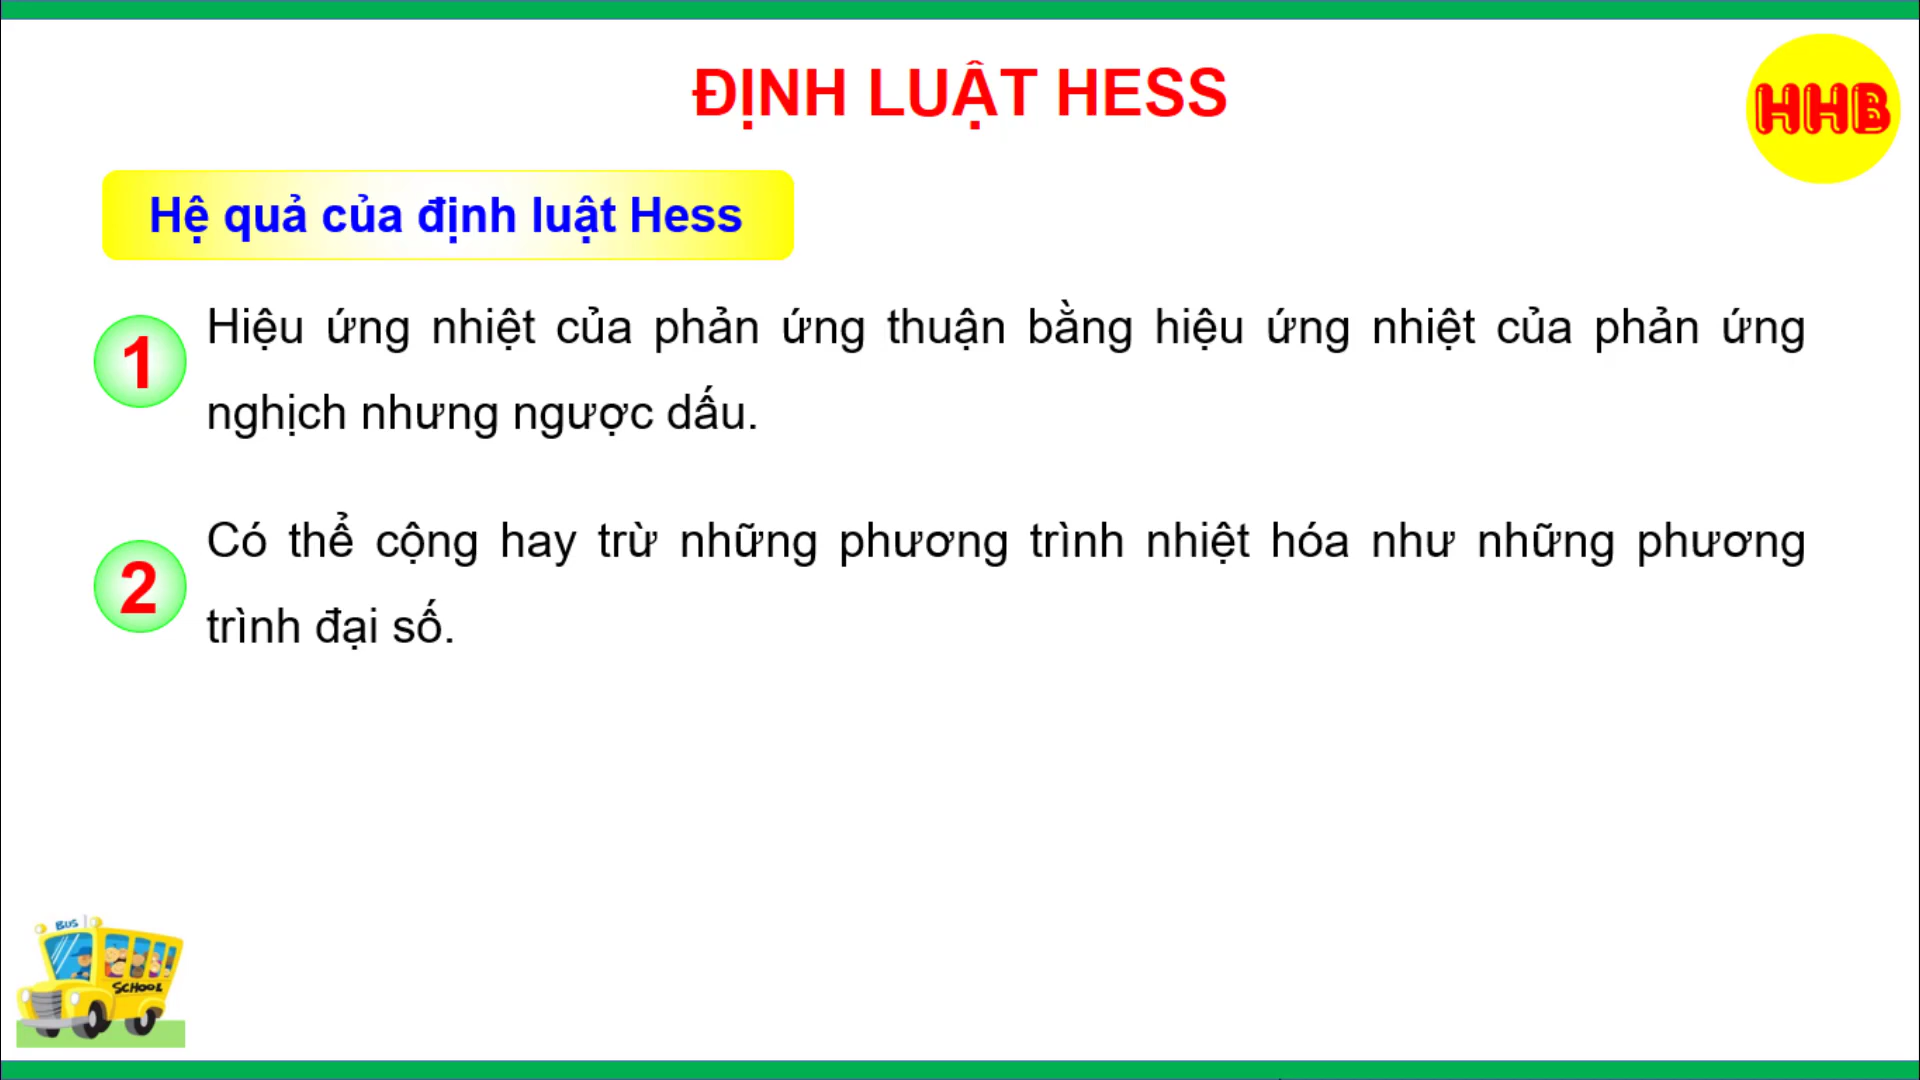 ĐỊNH LUẬT HESS
HHB
Hệ quả của định luật Hess
1
Hiệu ứng nhiệt của phản ứng thuận bằng hiệu ứng nhiệt của phản ứng
nghịch nhưng ngược dấu.
2
Có thể cộng hay trừ những phương trình nhiệt hóa như những phương
trình đại số.
BUS
SCHOOL